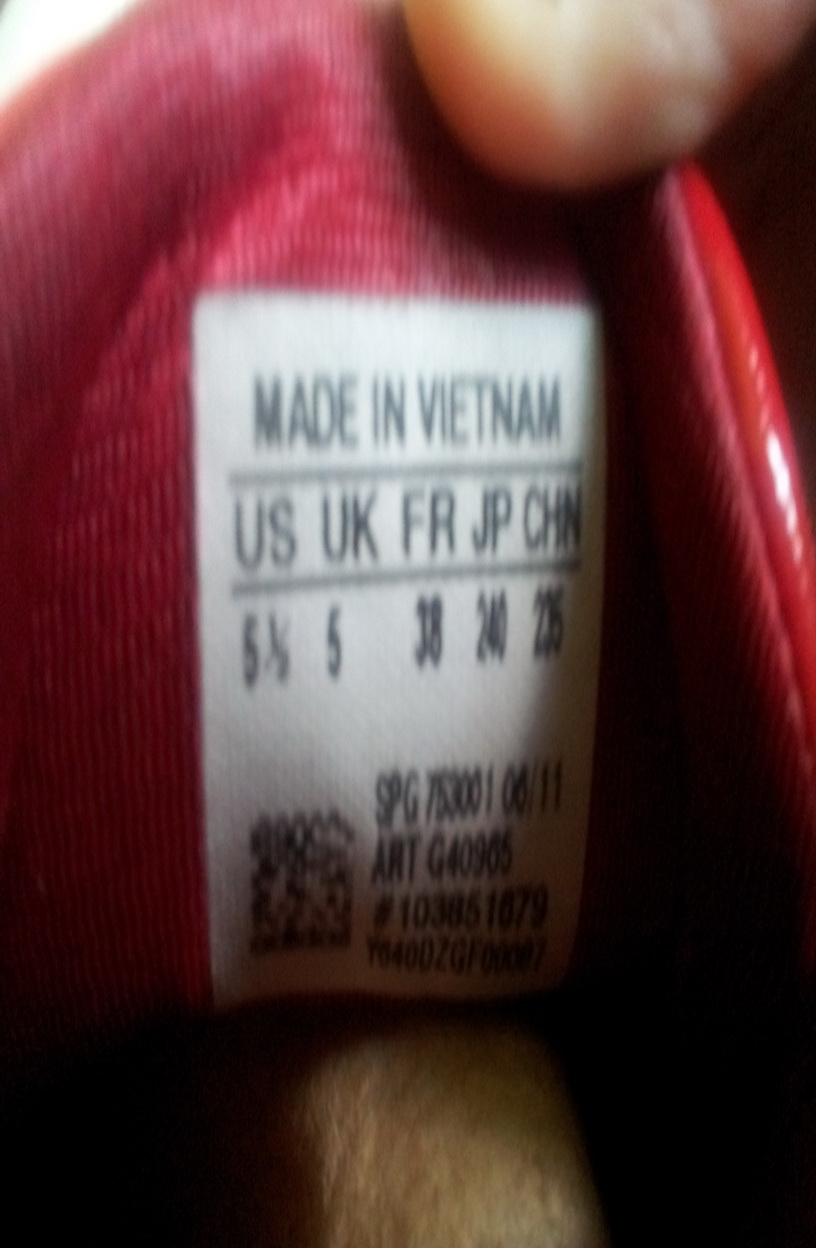 MADE IN VIETNAM
US UK FR JP CHN
5½ 5 38 240 235
SPG 753001 06/11
ART G40965
#103851679